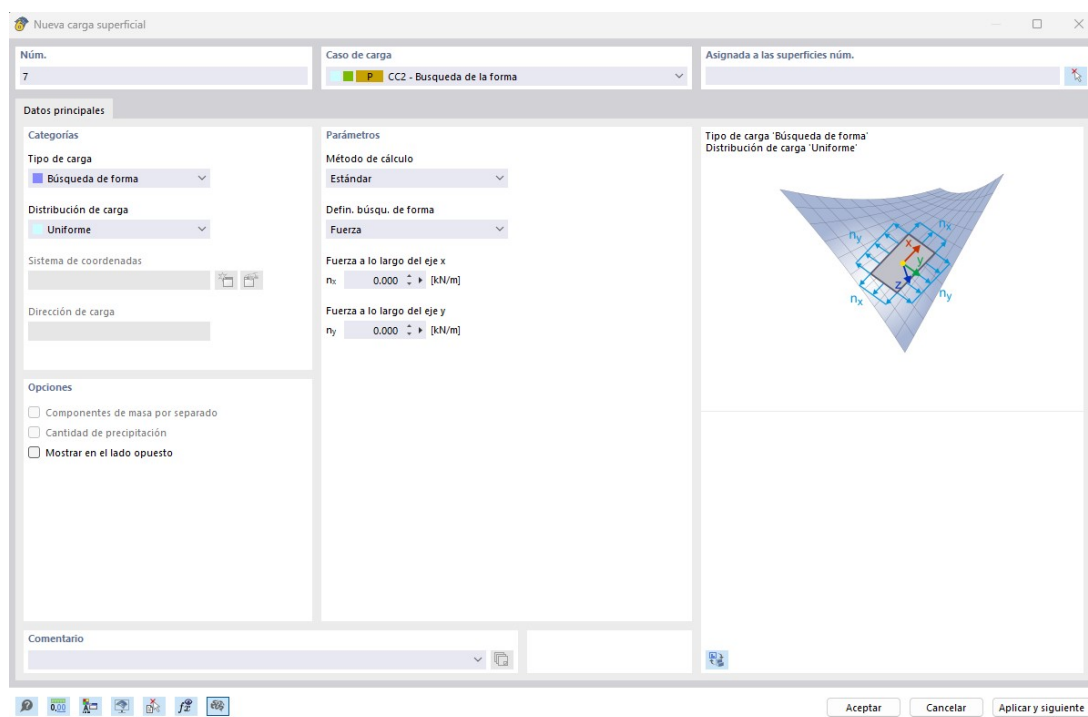 Nueva carga superficial
Núm.
7
Caso de carga
P CC2 - Busqueda de la forma
Asignada a las superficies núm.
Datos principales
Categorías
Tipo de carga
Búsqueda de forma
Distribución de carga
Uniforme
Sistema de coordenadas
Dirección de carga
Opciones
Componentes de masa por separado
Cantidad de precipitación
Mostrar en el lado opuesto
Parámetros
Método de cálculo
Estándar
Defin. búsqu. de forma
Fuerza
Fuerza a lo largo del eje x
nx 0.000 [kN/m]
Fuerza a lo largo del eje y
ny 0.000 [kN/m]
Tipo de carga 'Búsqueda de forma'
Distribución de carga 'Uniforme'
ny
nx
x
y
z
nx
ny
Comentario
0,00
Aceptar
Cancelar
Aplicar y siguiente